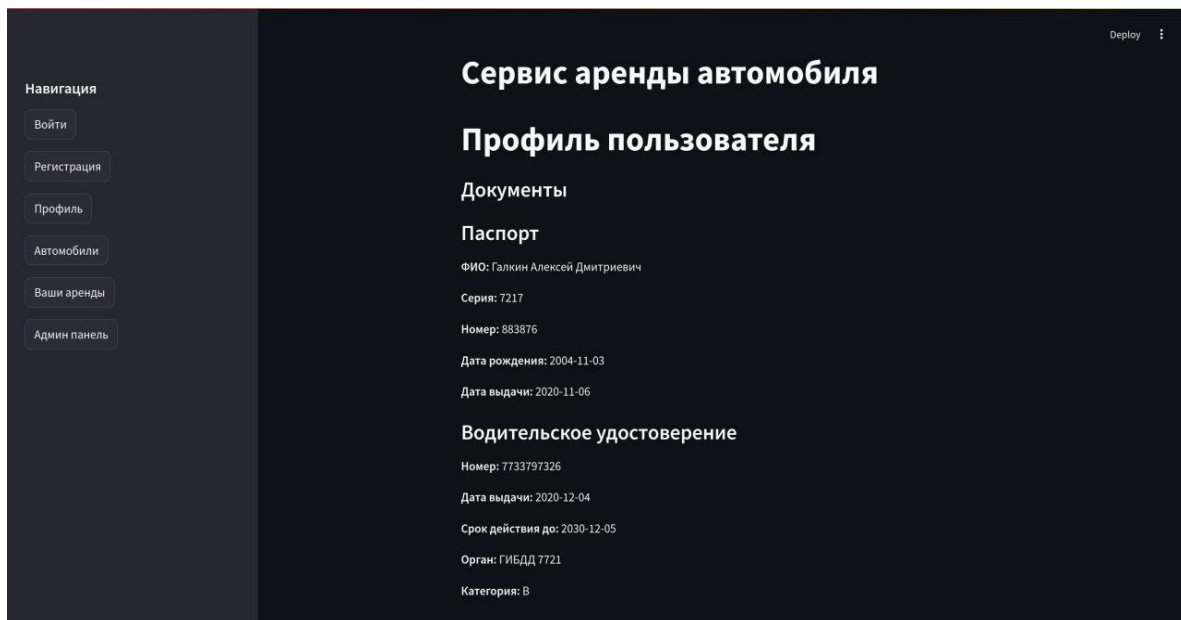 Deploy
Навигация
Войти
Регистрация
Профиль
Автомобили
Ваши аренды
Админ панель
Сервис аренды автомобиля
Профиль пользователя
Документы
Паспорт
ФИО: Галкин Алексей Дмитриевич
Серия: 7217
Номер: 883876
Дата рождения: 2004-11-03
Дата выдачи: 2020-11-06
Водительское удостоверение
Номер: 7733797326
Дата выдачи: 2020-12-04
Срок действия до: 2030-12-05
Орган: ГИБДД 7721
Категория: B